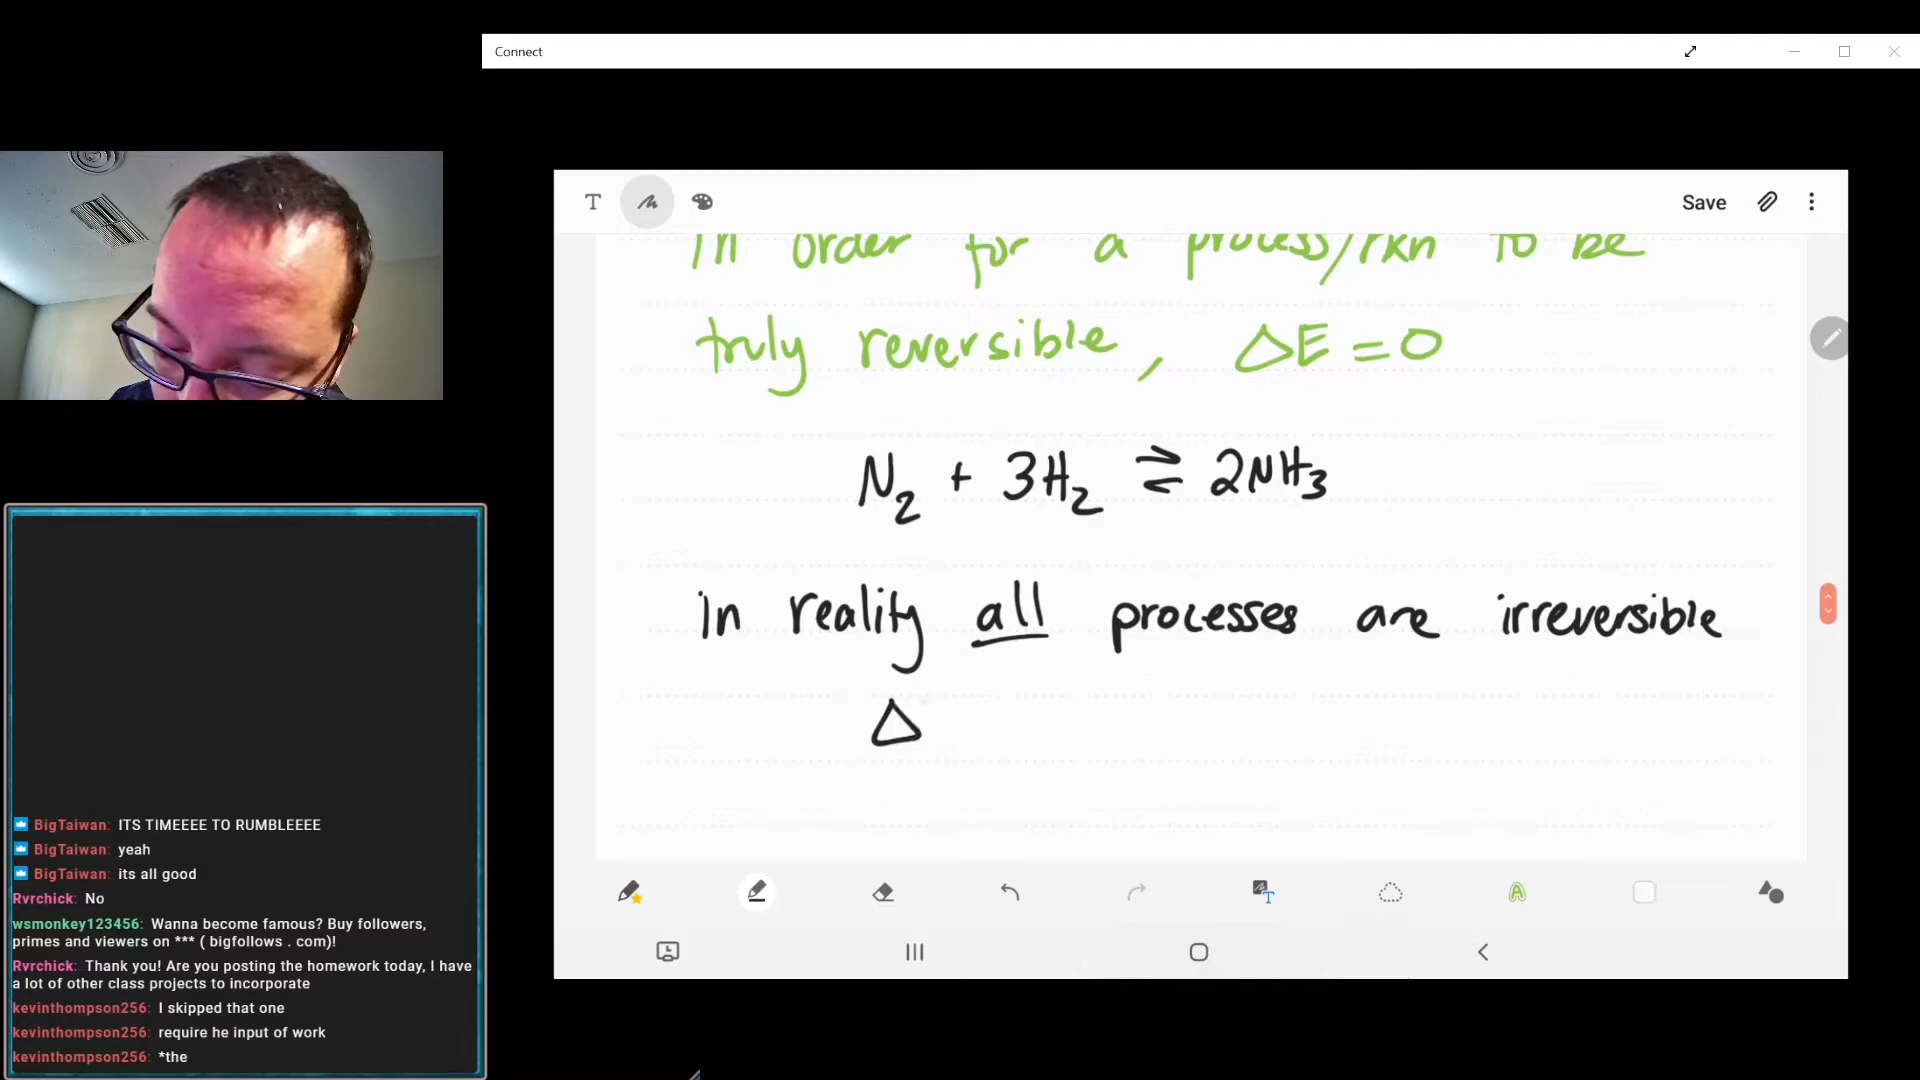 Connect
T
Save
In order for a process/rxn to be
truly reversible, ΔE = 0
N₂ + 3H₂ ⇌ 2NH₃
in reality all processes are irreversible
Δ
BigTaiwan: ITS TIMEEEE TO RUMBLEEEE
BigTaiwan: yeah
BigTaiwan: its all good
Rvrchick: No
wsmonkey123456: Wanna become famous? Buy followers,
primes and viewers on *** ( bigfollows . com)!
Rvrchick: Thank you! Are you posting the homework today, I have
a lot of other class projects to incorporate
kevinthompson256: I skipped that one
kevinthompson256: require he input of work
kevinthompson256: *the